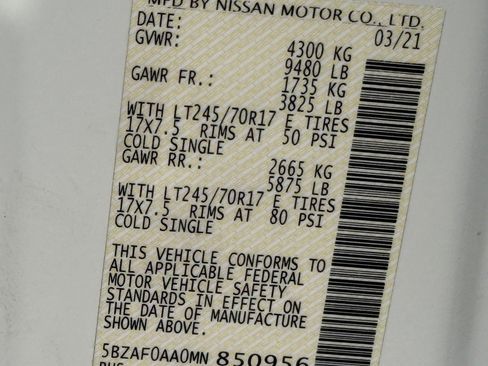 MFD BY NISSAN MOTOR CO., LTD.
DATE: 03/21
GVWR: 4300 KG
9480 LB
GAWR FR.: 1735 KG
3825 LB
WITH LT245/70R17 E TIRES
17X7.5 RIMS AT 50 PSI
COLD SINGLE
GAWR RR.: 2665 KG
5875 LB
WITH LT245/70R17 E TIRES
17X7.5 RIMS AT 80 PSI
COLD SINGLE
THIS VEHICLE CONFORMS TO
ALL APPLICABLE FEDERAL
MOTOR VEHICLE SAFETY
STANDARDS IN EFFECT ON
THE DATE OF MANUFACTURE
SHOWN ABOVE.
5BZAF0AA0MN 850956